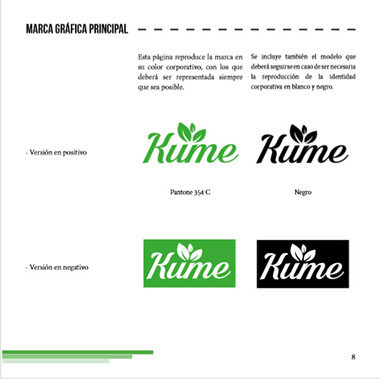 MARCA GRÁFICA PRINCIPAL
Esta página reproduce la marca en
su color corporativo, con los que
deberá ser representada siempre
que sea posible.
Se incluye también el modelo que
deberá seguirse en caso de ser necesaria
la reproducción de la identidad
corporativa en blanco y negro.
- Versión en positivo
Kume
Kume
Pantone 354 C
Negro
- Versión en negativo
Kume
Kume
8